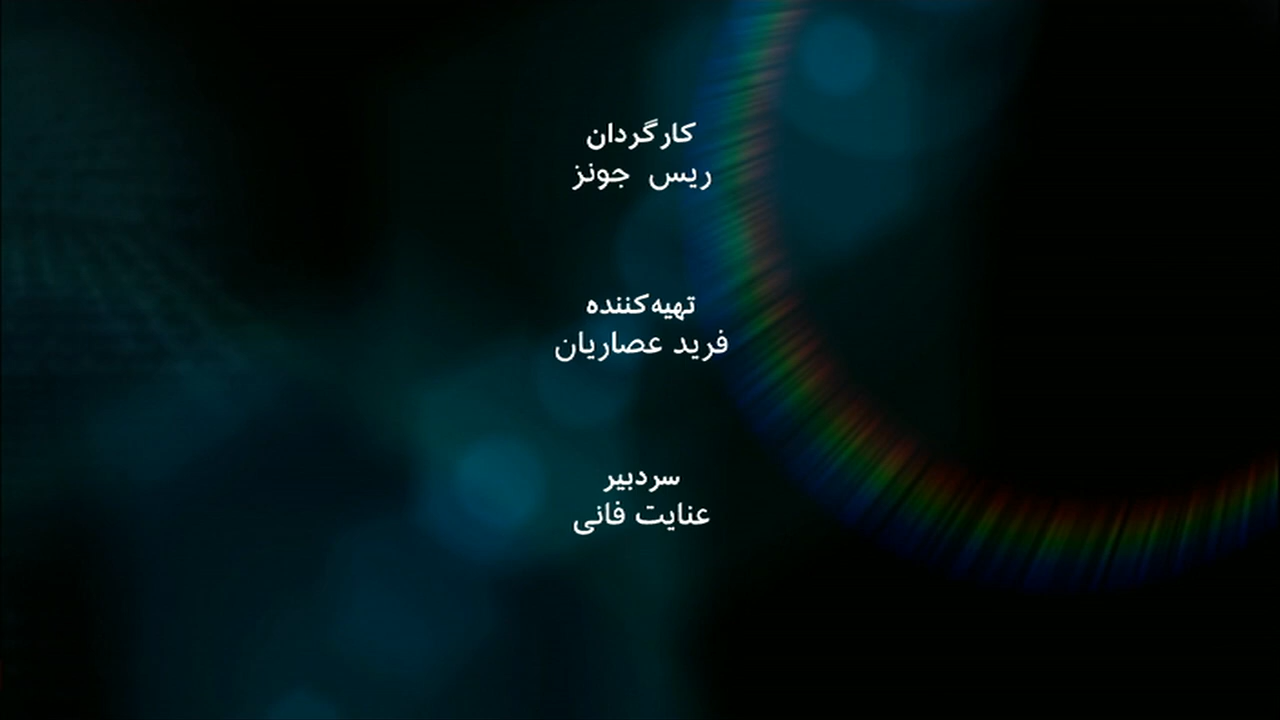 کارگردان
ریس جونز
تهیه‌کننده
فرید عصاریان
سردبیر
عنایت فانی